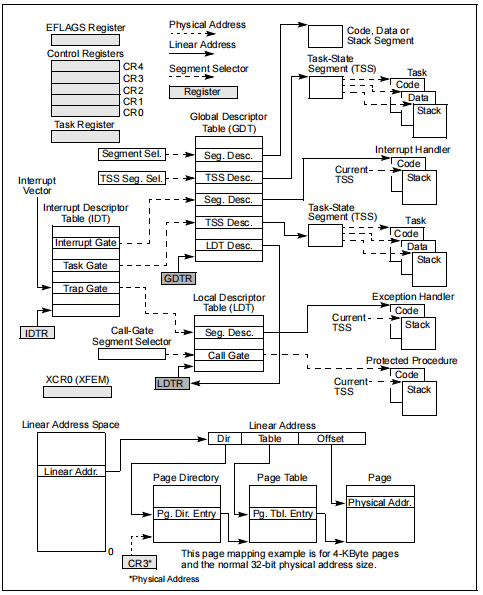 EFLAGS Register
Control Registers
CR4
CR3
CR2
CR1
CR0
Task Register
Physical Address
Linear Address
Segment Selector
Register
Code, Data or
Stack Segment
Global Descriptor
Table (GDT)
Segment Sel.
Seg. Desc.
TSS Seg. Sel.
TSS Desc.
Seg. Desc.
TSS Desc.
LDT Desc.
GDTR
Task-State
Segment (TSS)
Task
Code
Data
Stack
Interrupt Handler
Code
Current
TSS
Stack
Task-State
Segment (TSS)
Task
Code
Data
Stack
Interrupt
Vector
Interrupt Descriptor
Table (IDT)
Interrupt Gate
Task Gate
Trap Gate
IDTR
Local Descriptor
Table (LDT)
Seg. Desc.
Call-Gate
Segment Selector
Call Gate
LDTR
Exception Handler
Code
Current
TSS
Stack
Protected Procedure
Code
Current
TSS
Stack
XCR0 (XFEM)
Linear Address Space
Linear Addr.
0
Linear Address
Dir
Table
Offset
Page Directory
Pg. Dir. Entry
Page Table
Pg. Tbl. Entry
Page
Physical Addr.
CR3*
*Physical Address
This page mapping example is for 4-KByte pages
and the normal 32-bit physical address size.